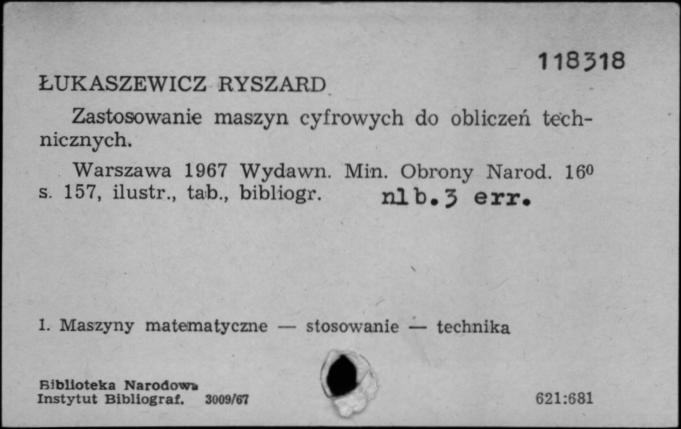 118318
ŁUKASZEWICZ RYSZARD
Zastosowanie maszyn cyfrowych do obliczeń tech-
nicznych.
Warszawa 1967 Wydawn. Min. Obrony Narod. 16⁰
s. 157, ilustr., tab., bibliogr. nlb.3 err.
1. Maszyny matematyczne — stosowanie — technika
Biblioteka Narodowa
Instytut Bibliograf. 3009/67 621:681